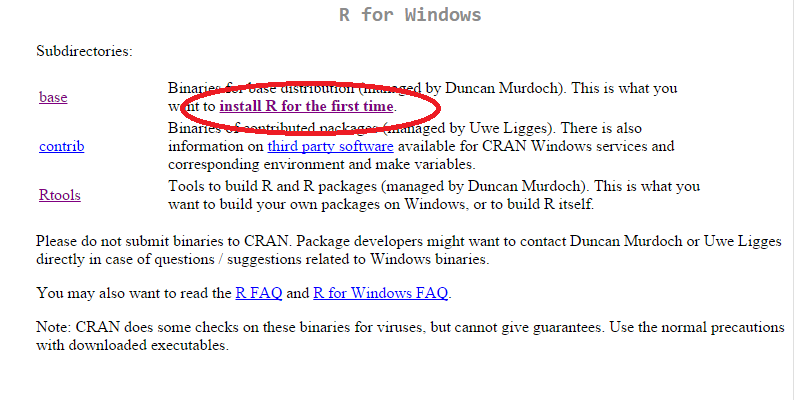 R for Windows
Subdirectories:
base
Binaries for base distribution (managed by Duncan Murdoch). This is what you
want to install R for the first time.
contrib
Binaries of contributed packages (managed by Uwe Ligges). There is also
information on third party software available for CRAN Windows services and
corresponding environment and make variables.
Rtools
Tools to build R and R packages (managed by Duncan Murdoch). This is what you
want to build your own packages on Windows, or to build R itself.
Please do not submit binaries to CRAN. Package developers might want to contact Duncan Murdoch or Uwe Ligges
directly in case of questions / suggestions related to Windows binaries.
You may also want to read the R FAQ and R for Windows FAQ.
Note: CRAN does some checks on these binaries for viruses, but cannot give guarantees. Use the normal precautions
with downloaded executables.